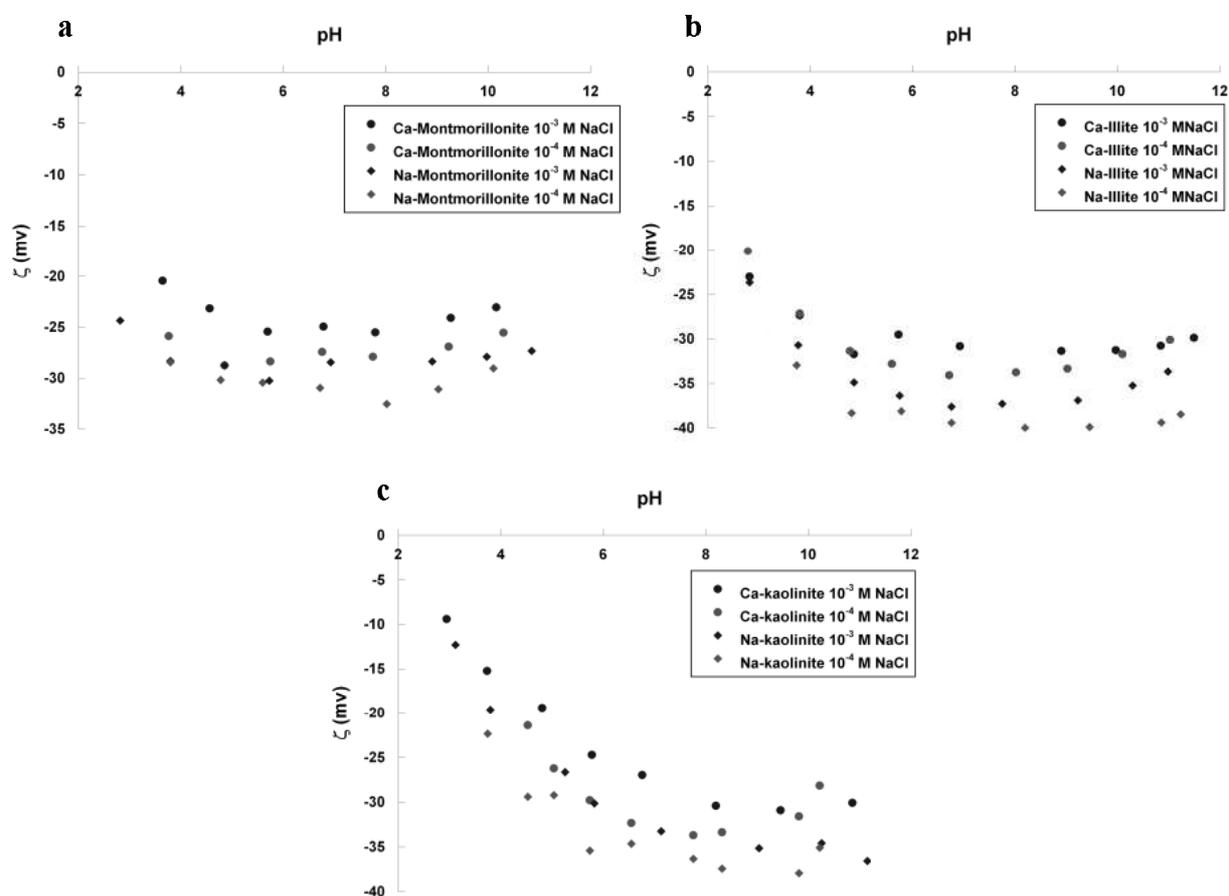 a
pH
0
2 4 6 8 10 12
-5
-10
-15
-20
-25
-30
-35
ζ (mv)
Ca-Montmorillonite 10⁻³ M NaCl
Ca-Montmorillonite 10⁻⁴ M NaCl
Na-Montmorillonite 10⁻³ M NaCl
Na-Montmorillonite 10⁻⁴ M NaCl
b
pH
0
2 4 6 8 10 12
-5
-10
-15
-20
-25
-30
-35
-40
ζ (mv)
Ca-Illite 10⁻³ MNaCl
Ca-Illite 10⁻⁴ MNaCl
Na-Illite 10⁻³ MNaCl
Na-Illite 10⁻⁴ MNaCl
c
pH
0
2 4 6 8 10 12
-5
-10
-15
-20
-25
-30
-35
-40
ζ (mv)
Ca-kaolinite 10⁻³ M NaCl
Ca-kaolinite 10⁻⁴ M NaCl
Na-kaolinite 10⁻³ M NaCl
Na-kaolinite 10⁻⁴ M NaCl